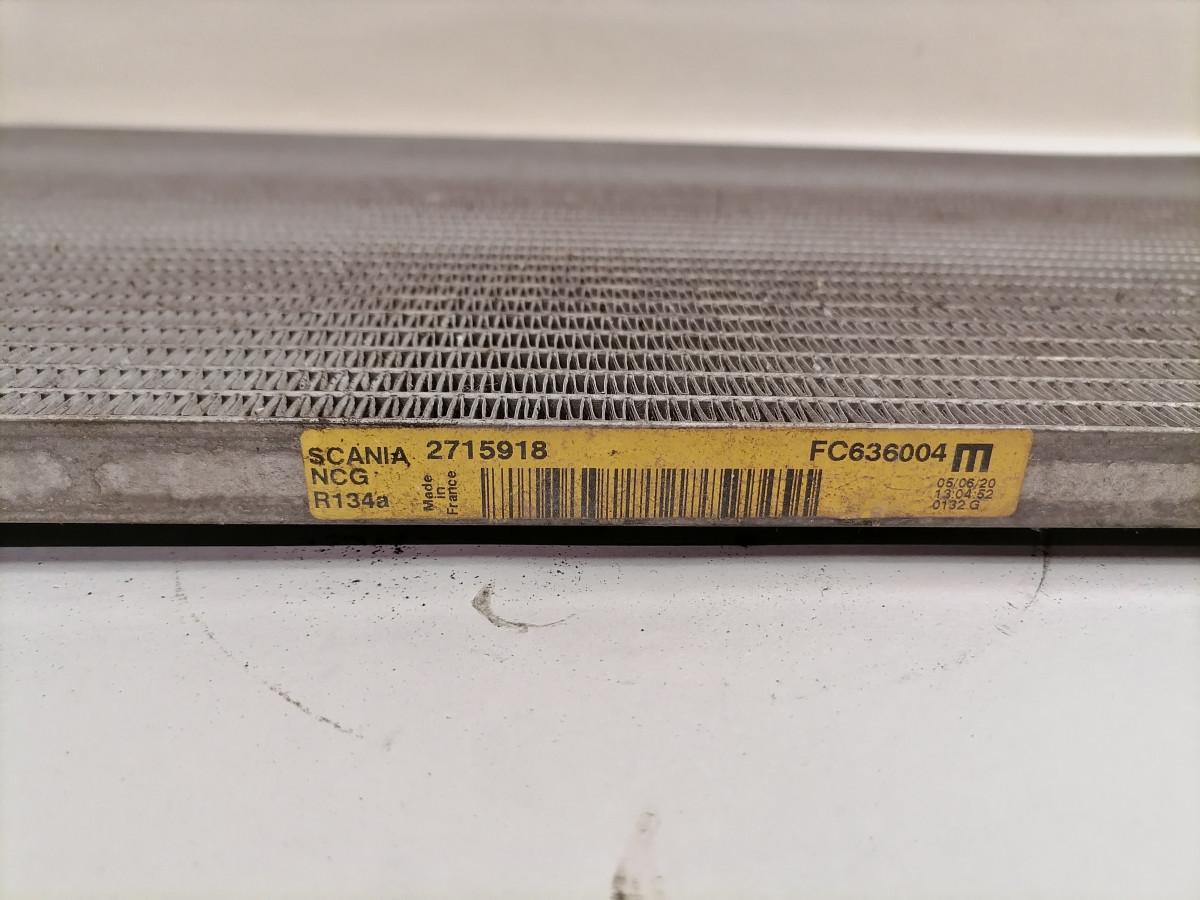 SCANIA 2715918 FC636004 m
NCG
R134a
Made
in
France
05/06/20
13:04:52
0132 G